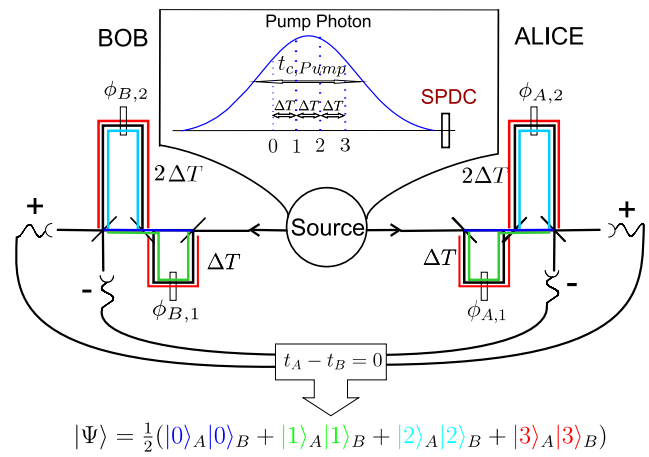 Pump Photon
BOB
ALICE
t_{c,Pump}
ϕ_{B,2}
ϕ_{A,2}
SPDC
ΔT ΔT ΔT
0 1 2 3
2ΔT
2ΔT
+
Source
+
ΔT
ΔT
-
-
ϕ_{B,1}
ϕ_{A,1}
t_A − t_B = 0
|Ψ⟩ = \frac{1}{2}(|0⟩_A|0⟩_B + |1⟩_A|1⟩_B + |2⟩_A|2⟩_B + |3⟩_A|3⟩_B)